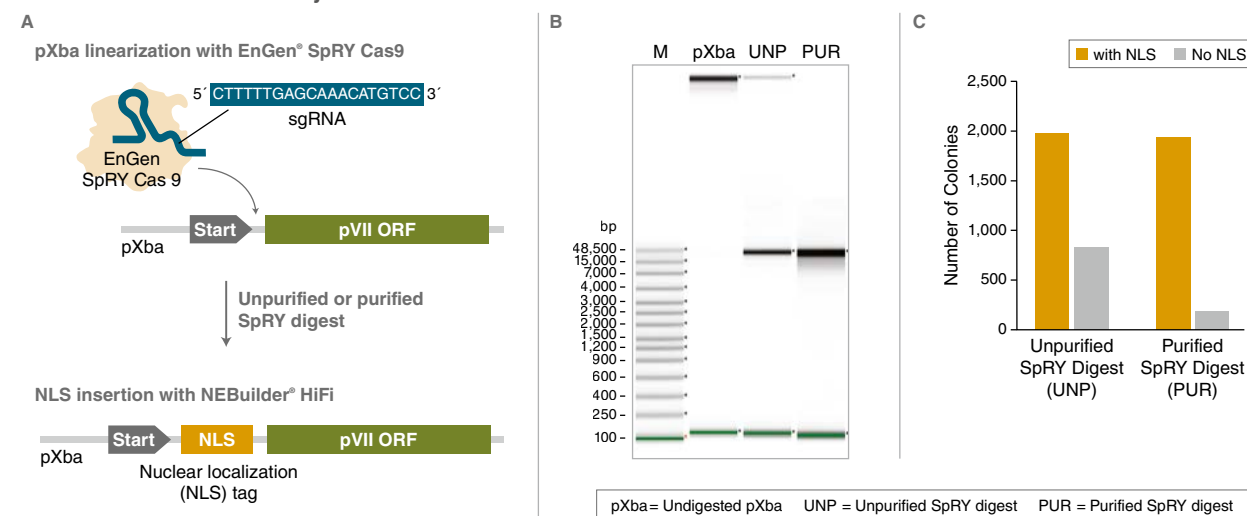 A
pXba linearization with EnGen® SpRY Cas9
5´ CTTTTTGAGCAAACATGTCC 3´
sgRNA
EnGen
SpRY Cas 9
Start
pVII ORF
pXba
Unpurified or purified
SpRY digest
NLS insertion with NEBuilder® HiFi
Start
NLS
pVII ORF
pXba
Nuclear localization
(NLS) tag
B
M pXba UNP PUR
bp
48,500
15,000
7,000
4,000
3,000
2,500
2,000
1,500
1,200
900
600
400
250
100
C
with NLS No NLS
Number of Colonies
2,500
2,000
1,500
1,000
500
0
Unpurified
SpRY Digest
(UNP)
Purified
SpRY Digest
(PUR)
pXba = Undigested pXba UNP = Unpurified SpRY digest PUR = Purified SpRY digest